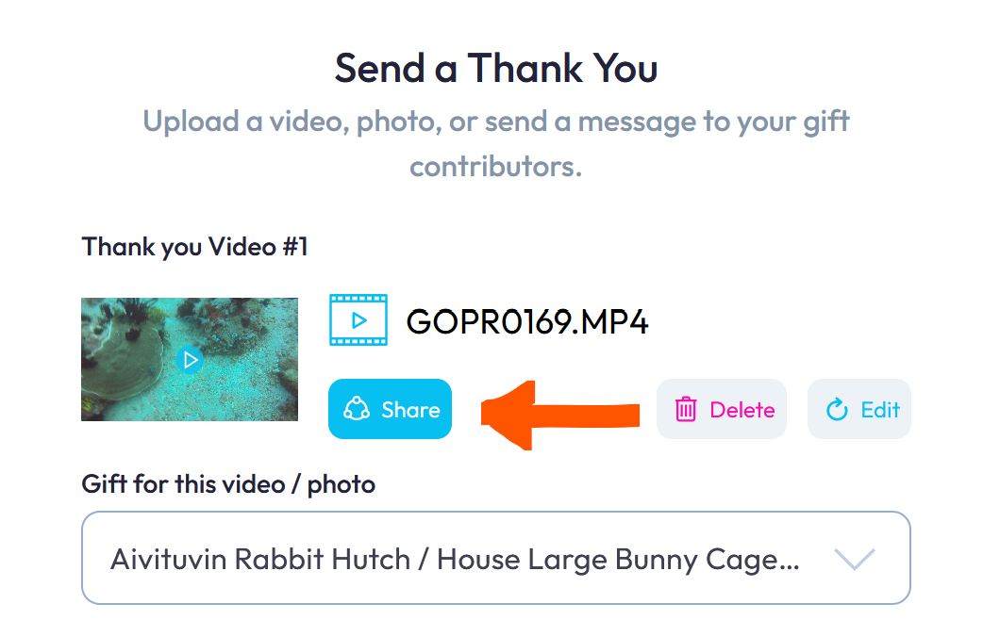 Send a Thank You
Upload a video, photo, or send a message to your gift
contributors.
Thank you Video #1
GOPR0169.MP4
Share
Delete
Edit
Gift for this video / photo
Aivituvin Rabbit Hutch / House Large Bunny Cage...